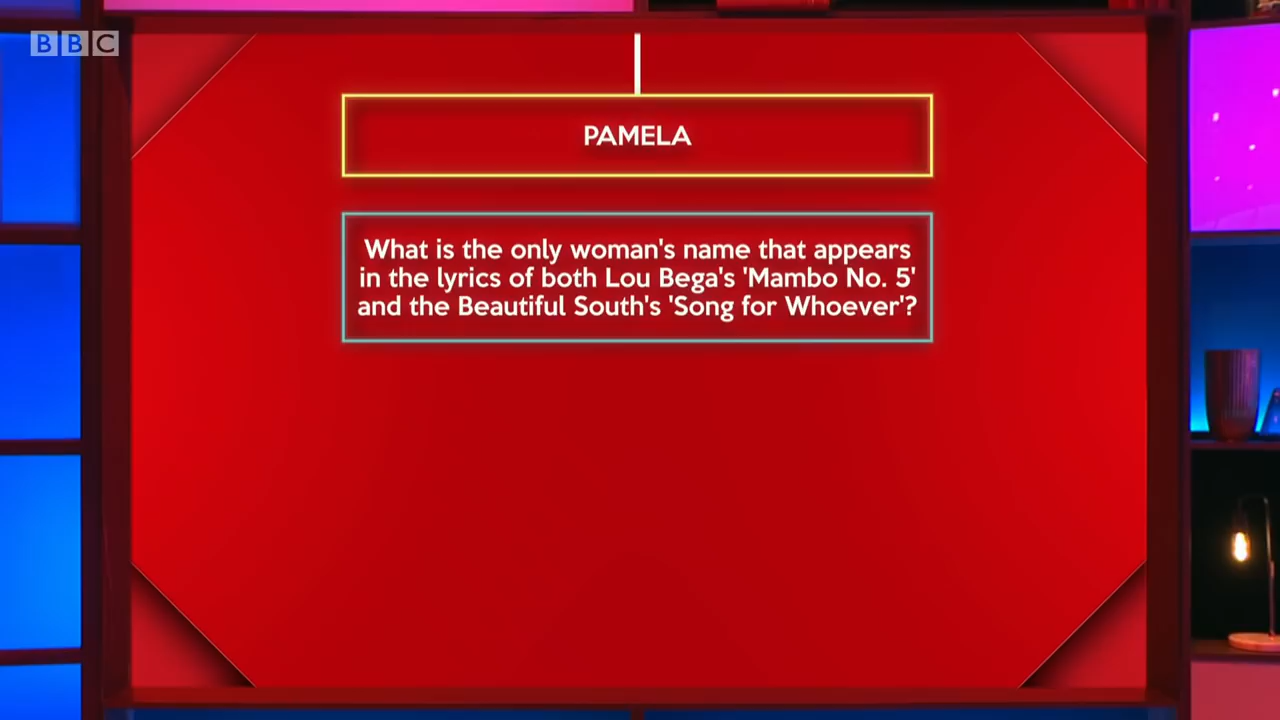 BBC
PAMELA
What is the only woman's name that appears
in the lyrics of both Lou Bega's 'Mambo No. 5'
and the Beautiful South's 'Song for Whoever'?